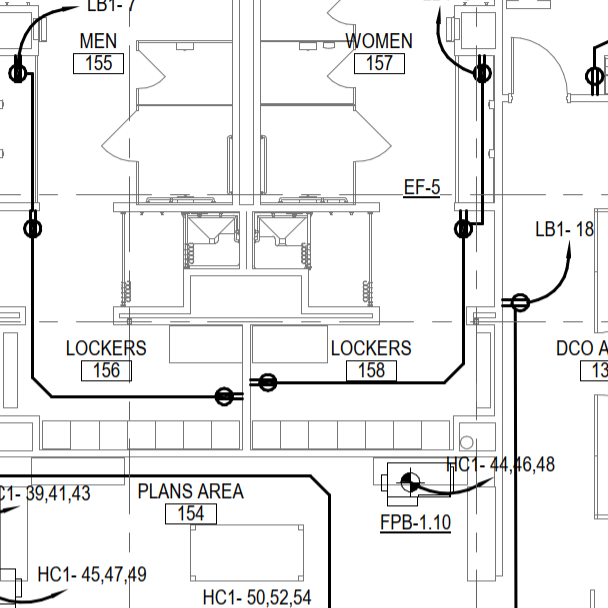 LB1- 7
MEN
155
WOMEN
157
EF-5
LB1- 18
LOCKERS
156
LOCKERS
158
DCO A
13
HC1- 44,46,48
C1- 39,41,43
PLANS AREA
154
FPB-1.10
HC1- 45,47,49
HC1- 50,52,54